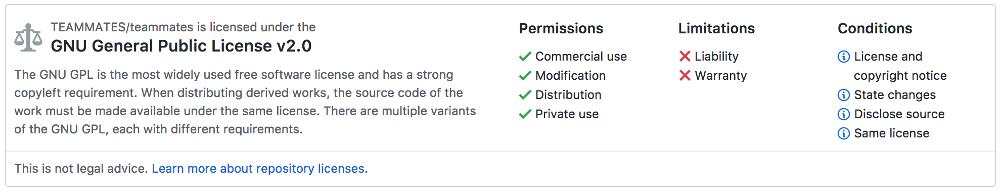 TEAMMATES/teammates is licensed under the
GNU General Public License v2.0
The GNU GPL is the most widely used free software license and has a strong
copyleft requirement. When distributing derived works, the source code of the
work must be made available under the same license. There are multiple variants
of the GNU GPL, each with different requirements.
Permissions
Commercial use
Modification
Distribution
Private use
Limitations
Liability
Warranty
Conditions
License and
copyright notice
State changes
Disclose source
Same license
This is not legal advice. Learn more about repository licenses.